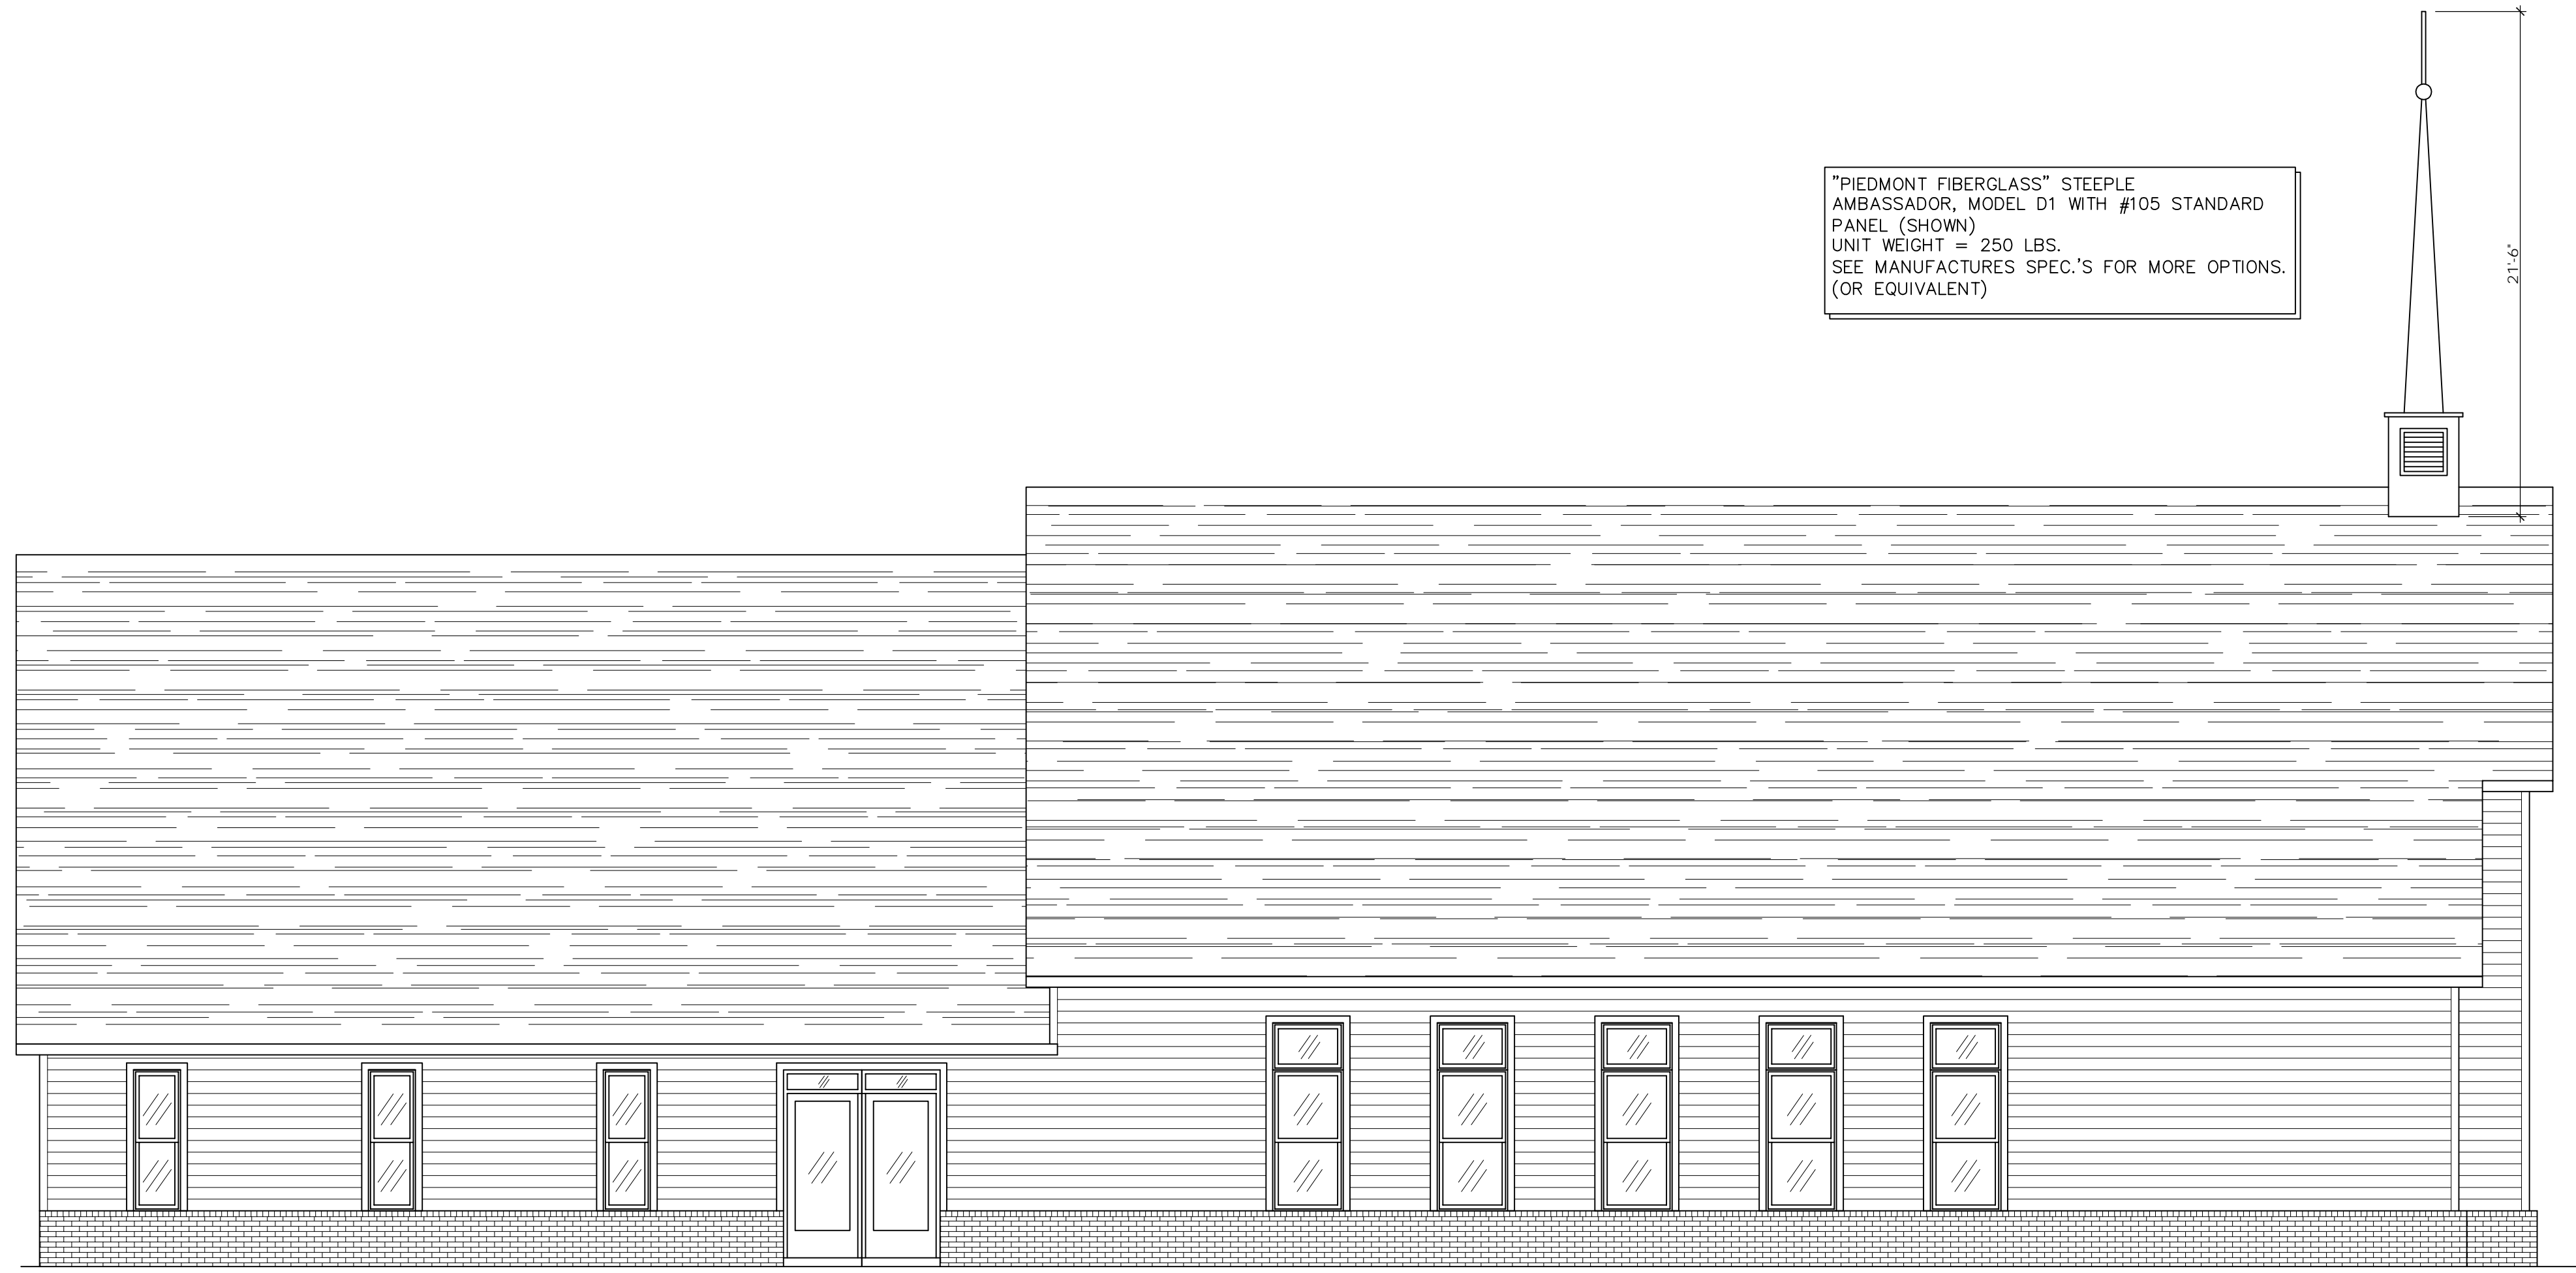 "PIEDMONT FIBERGLASS" STEEPLE
AMBASSADOR, MODEL D1 WITH #105 STANDARD
PANEL (SHOWN)
UNIT WEIGHT = 250 LBS.
SEE MANUFACTURES SPEC.'S FOR MORE OPTIONS.
(OR EQUIVALENT)
21'-6"